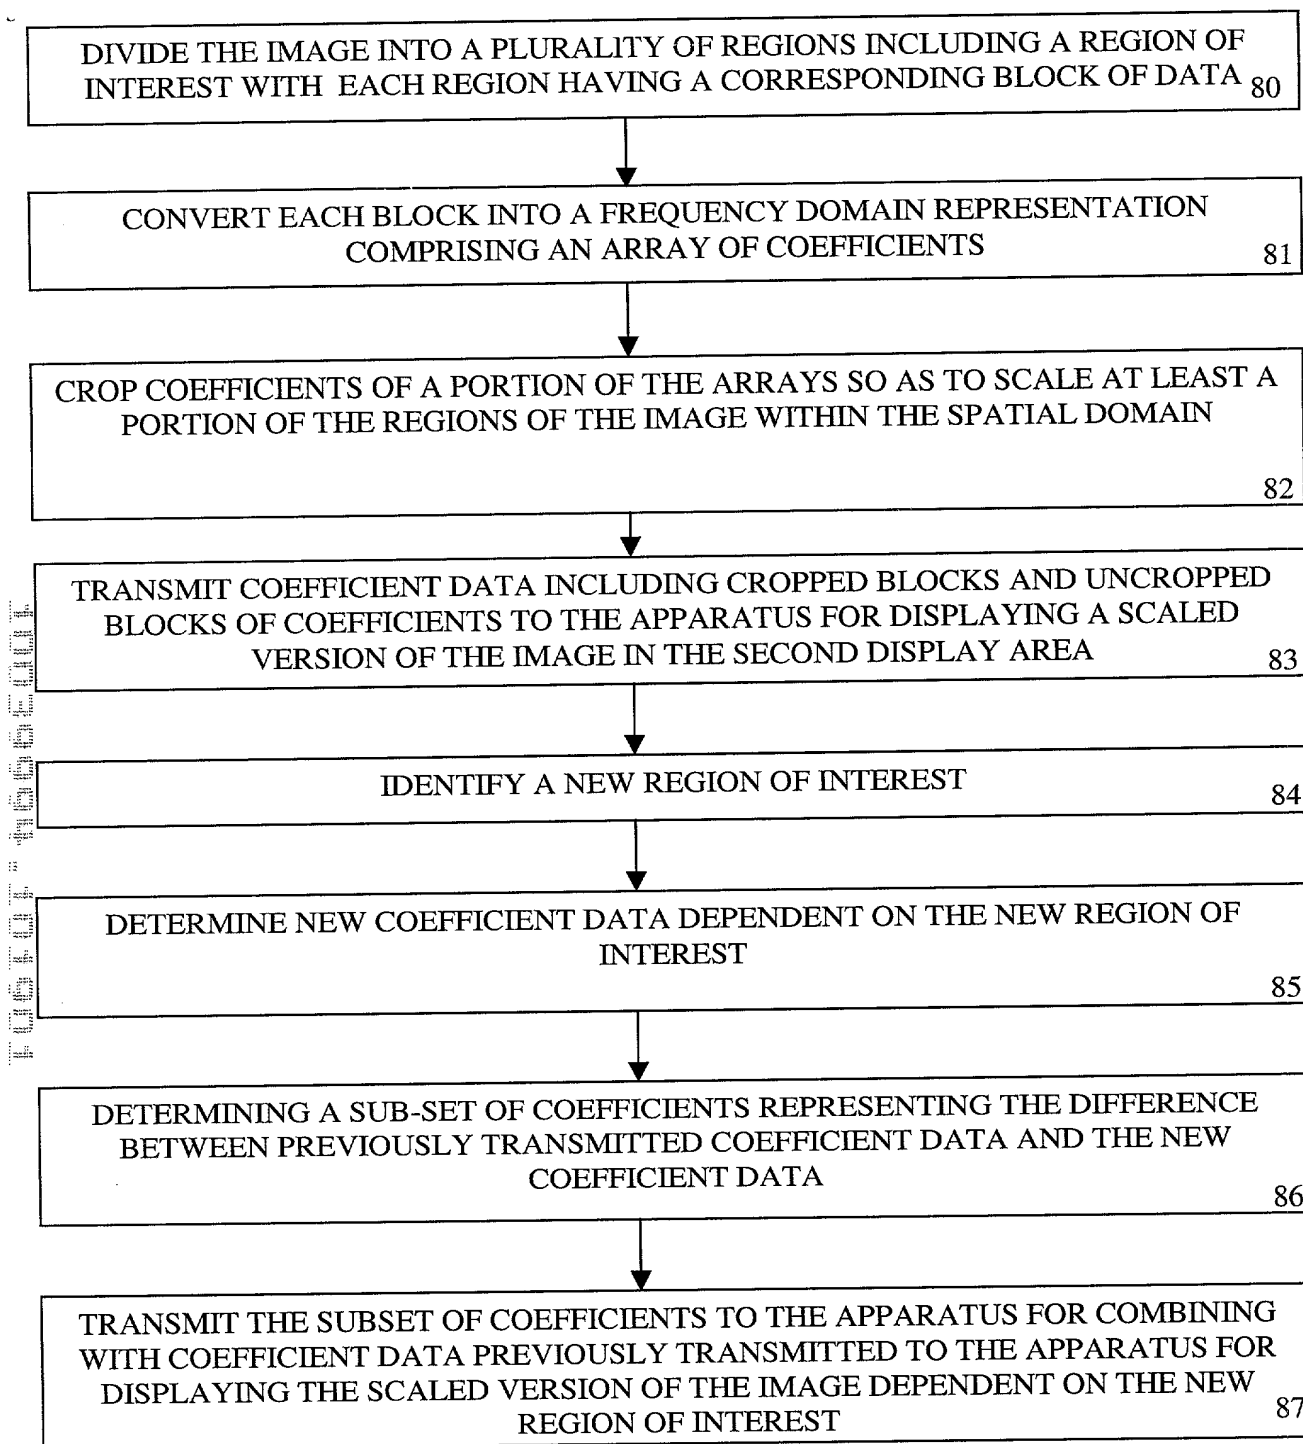 DIVIDE THE IMAGE INTO A PLURALITY OF REGIONS INCLUDING A REGION OF
INTEREST WITH EACH REGION HAVING A CORRESPONDING BLOCK OF DATA
80
CONVERT EACH BLOCK INTO A FREQUENCY DOMAIN REPRESENTATION
COMPRISING AN ARRAY OF COEFFICIENTS
81
CROP COEFFICIENTS OF A PORTION OF THE ARRAYS SO AS TO SCALE AT LEAST A
PORTION OF THE REGIONS OF THE IMAGE WITHIN THE SPATIAL DOMAIN
82
TRANSMIT COEFFICIENT DATA INCLUDING CROPPED BLOCKS AND UNCROPPED
BLOCKS OF COEFFICIENTS TO THE APPARATUS FOR DISPLAYING A SCALED
VERSION OF THE IMAGE IN THE SECOND DISPLAY AREA
83
IDENTIFY A NEW REGION OF INTEREST
84
DETERMINE NEW COEFFICIENT DATA DEPENDENT ON THE NEW REGION OF
INTEREST
85
DETERMINING A SUB-SET OF COEFFICIENTS REPRESENTING THE DIFFERENCE
BETWEEN PREVIOUSLY TRANSMITTED COEFFICIENT DATA AND THE NEW
COEFFICIENT DATA
86
TRANSMIT THE SUBSET OF COEFFICIENTS TO THE APPARATUS FOR COMBINING
WITH COEFFICIENT DATA PREVIOUSLY TRANSMITTED TO THE APPARATUS FOR
DISPLAYING THE SCALED VERSION OF THE IMAGE DEPENDENT ON THE NEW
REGION OF INTEREST
87